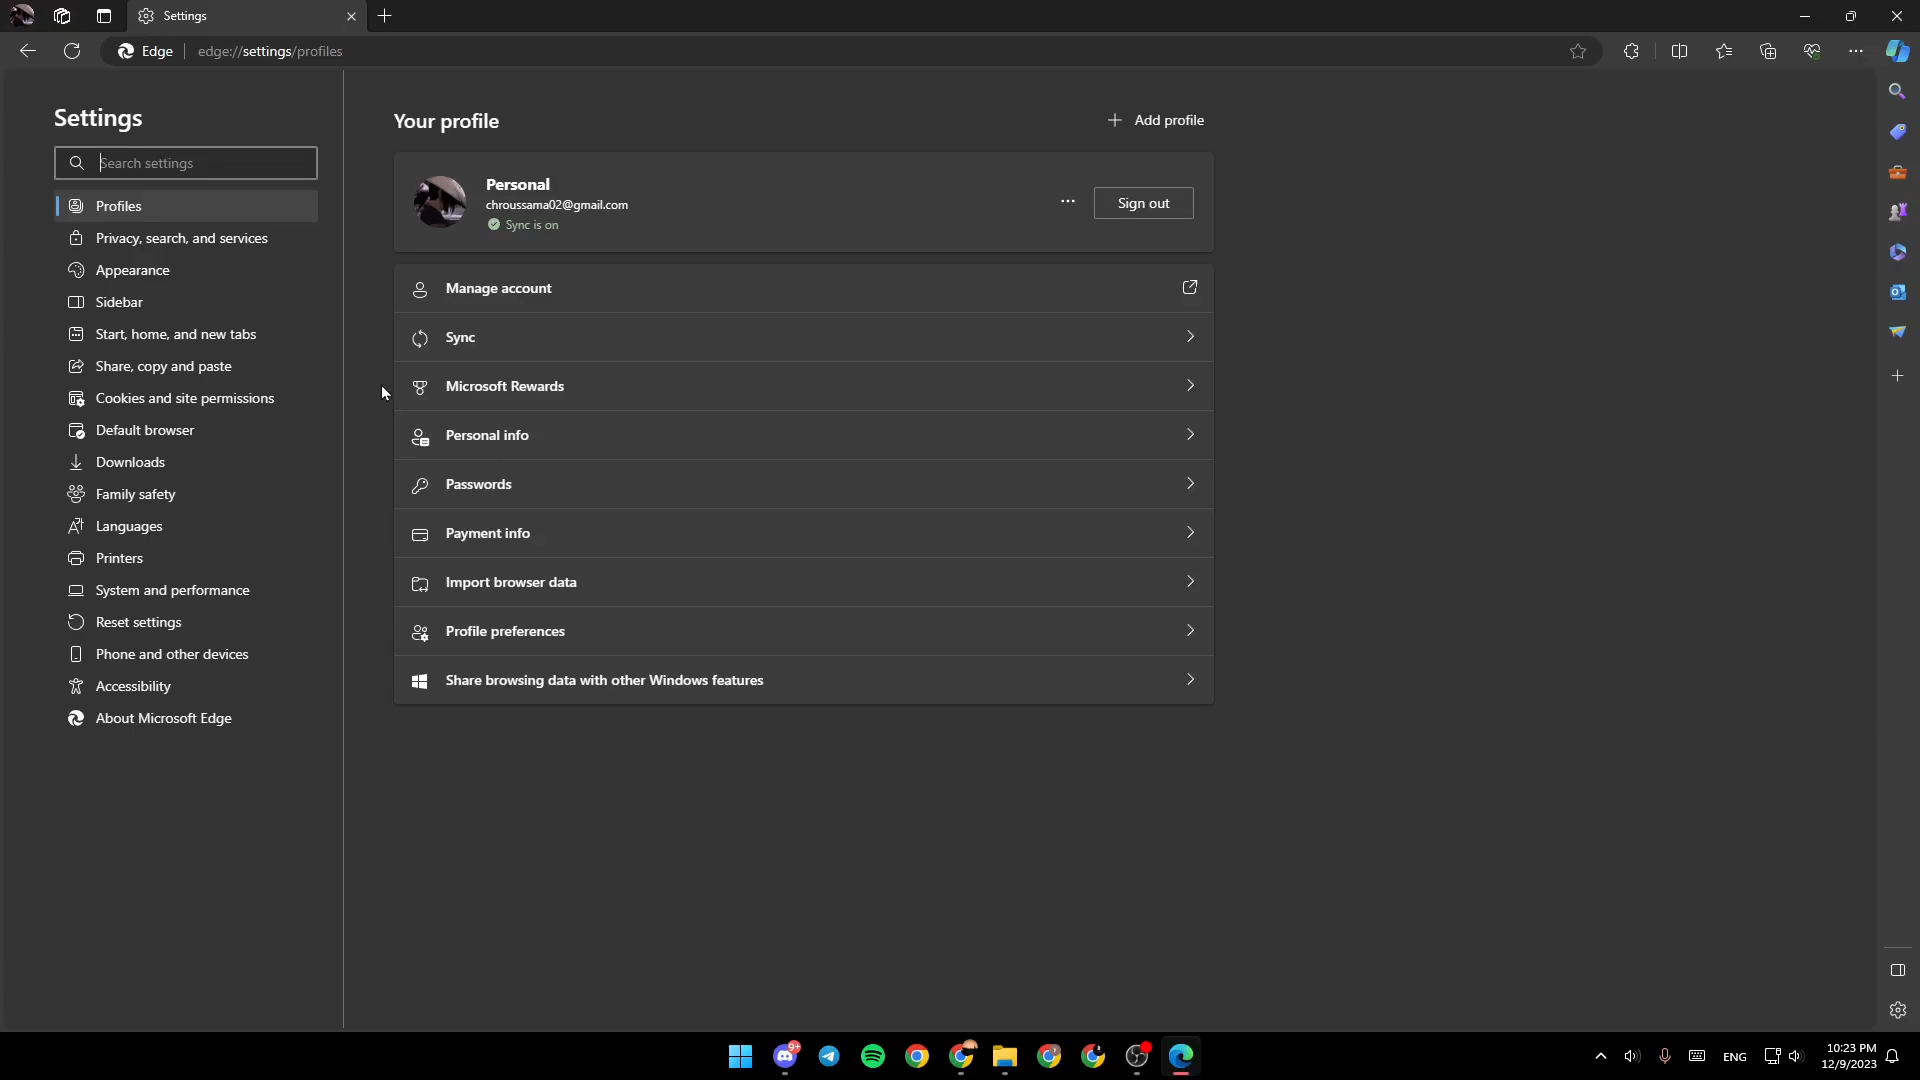 Settings
Edge
edge://settings/profiles
Settings
Search settings
Profiles
Privacy, search, and services
Appearance
Sidebar
Start, home, and new tabs
Share, copy and paste
Cookies and site permissions
Default browser
Downloads
Family safety
Languages
Printers
System and performance
Reset settings
Phone and other devices
Accessibility
About Microsoft Edge
Your profile
Add profile
Personal
chroussama02@gmail.com
Sync is on
Sign out
Manage account
Sync
Microsoft Rewards
Personal info
Passwords
Payment info
Import browser data
Profile preferences
Share browsing data with other Windows features
9+
ENG
10:23 PM
12/9/2023